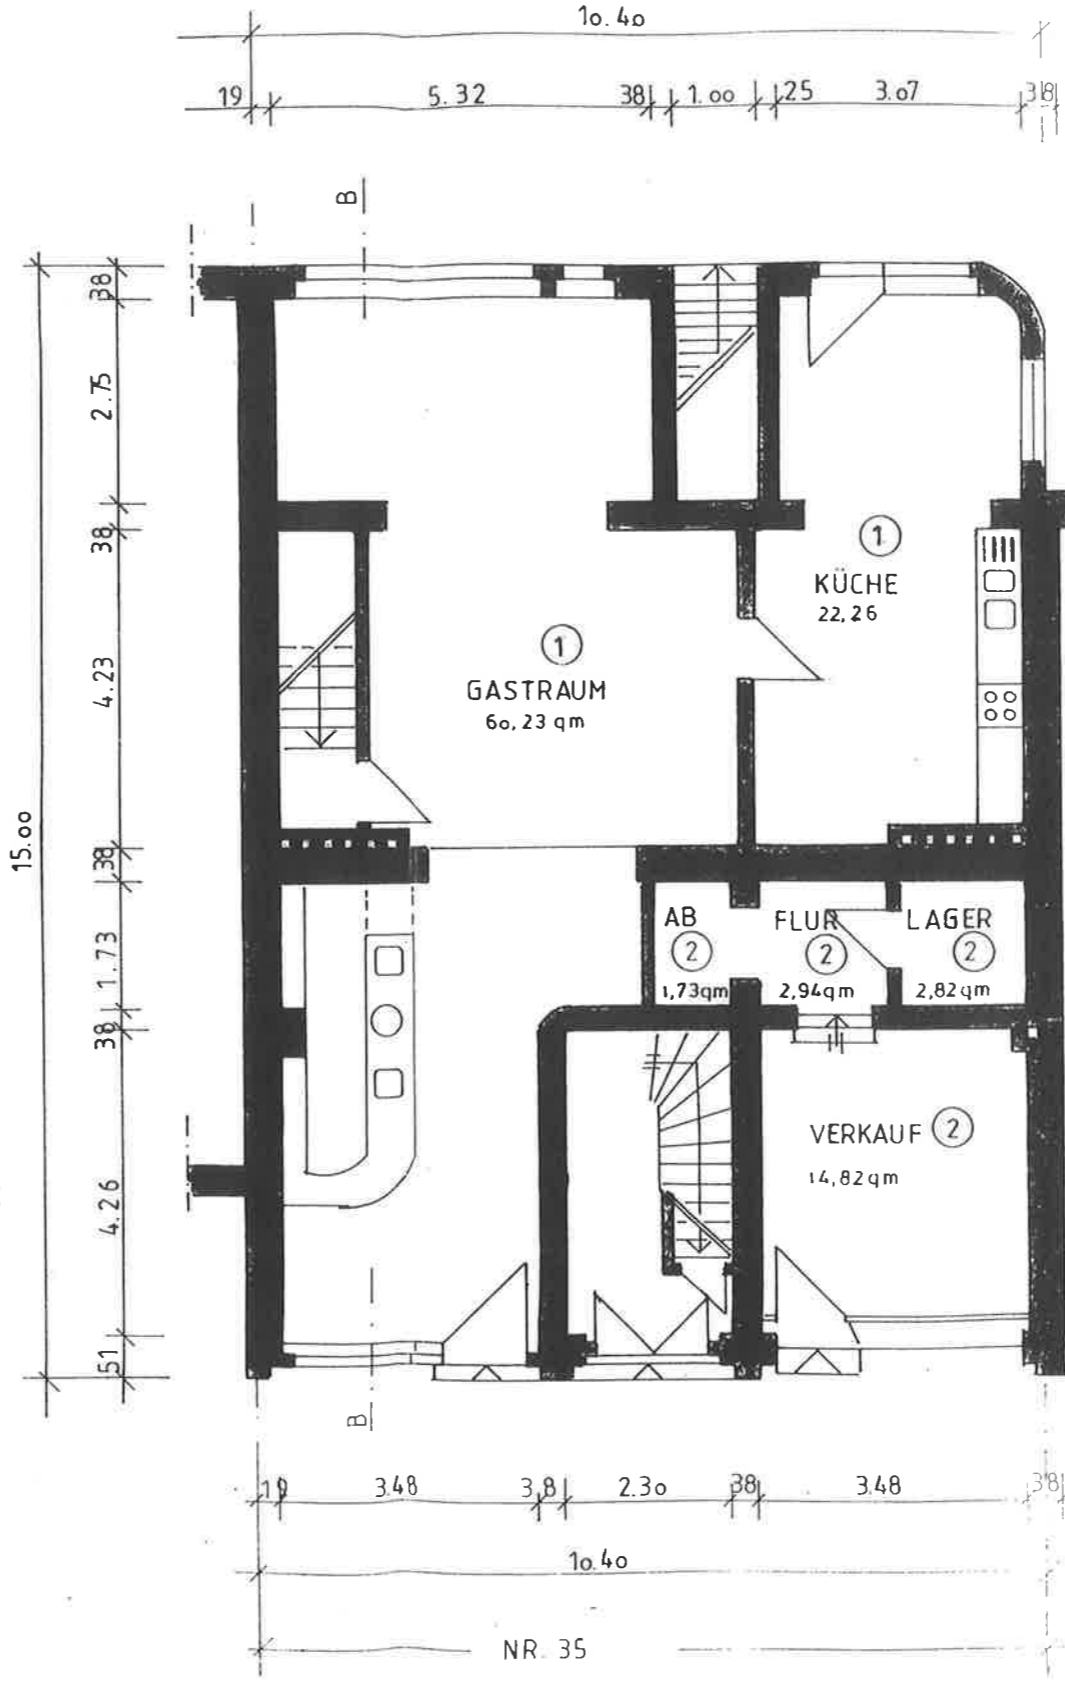 10.40
19 5.32 38 1.00 25 3.07 38
B
38
2.75
38
4.23
15.00
38
1.73
38
4.26
51
1
KÜCHE
22,26
1
GASTRAUM
60,23 qm
AB
2
1,73qm
FLUR
2
2,94qm
LAGER
2
2,82qm
VERKAUF 2
14,82qm
B
19 3.48 3,8 2.30 38 3.48 38
10.40
NR. 35